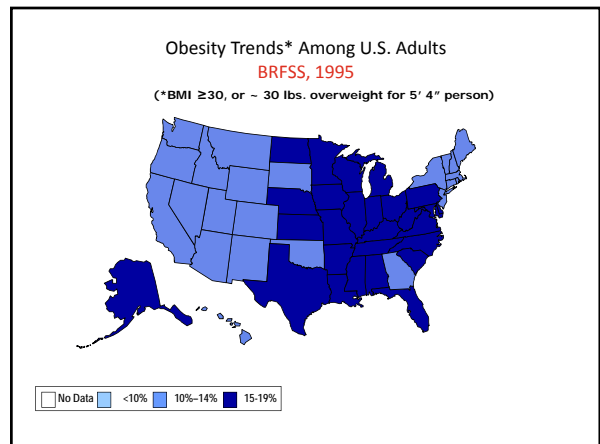 Obesity Trends* Among U.S. Adults
BRFSS, 1995
(*BMI ≥30, or ~ 30 lbs. overweight for 5' 4" person)
No Data <10% 10%–14% 15-19%